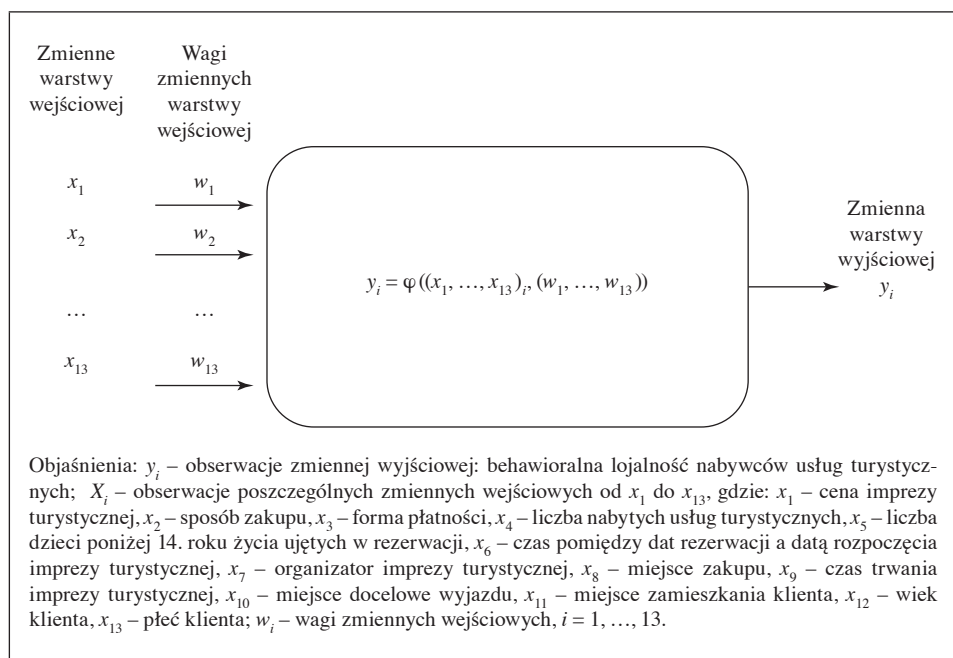 Zmienne
warstwy
wejściowej
Wagi
zmiennych
warstwy
wejściowej
x₁
w₁
x₂
w₂
…
…
x₁₃
w₁₃
yᵢ = φ ((x₁, …, x₁₃)ᵢ, (w₁, …, w₁₃))
Zmienna
warstwy
wyjściowej
yᵢ
Objaśnienia: yᵢ – obserwacje zmiennej wyjściowej: behawioralna lojalność nabywców usług turystycz-
nych; Xᵢ – obserwacje poszczególnych zmiennych wejściowych od x₁ do x₁₃, gdzie: x₁ – cena imprezy
turystycznej, x₂ – sposób zakupu, x₃ – forma płatności, x₄ – liczba nabytych usług turystycznych, x₅ – liczba
dzieci poniżej 14. roku życia ujętych w rezerwacji, x₆ – czas pomiędzy dat rezerwacji a datą rozpoczęcia
imprezy turystycznej, x₇ – organizator imprezy turystycznej, x₈ – miejsce zakupu, x₉ – czas trwania
imprezy turystycznej, x₁₀ – miejsce docelowe wyjazdu, x₁₁ – miejsce zamieszkania klienta, x₁₂ – wiek
klienta, x₁₃ – płeć klienta; wᵢ – wagi zmiennych wejściowych, i = 1, …, 13.